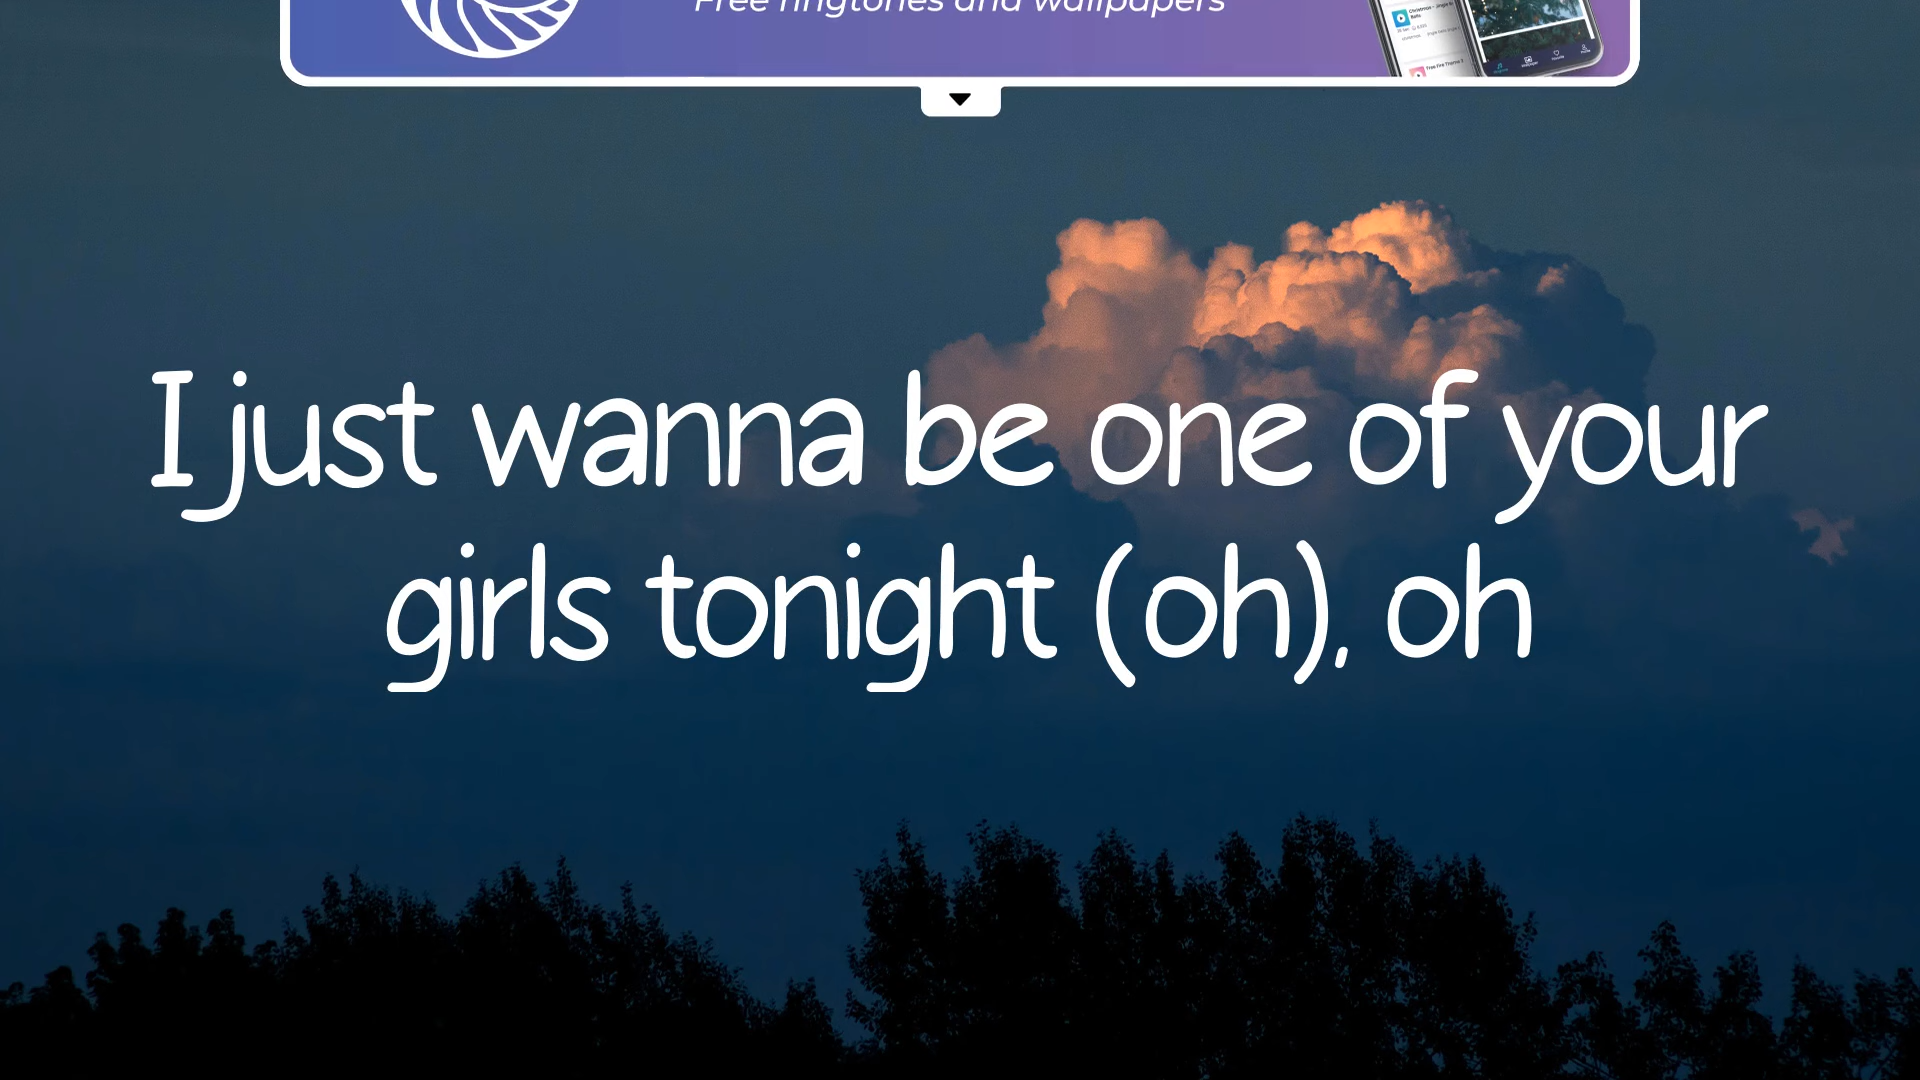 Free ringtones and wallpapers
I just wanna be one of your
girls tonight (oh), oh